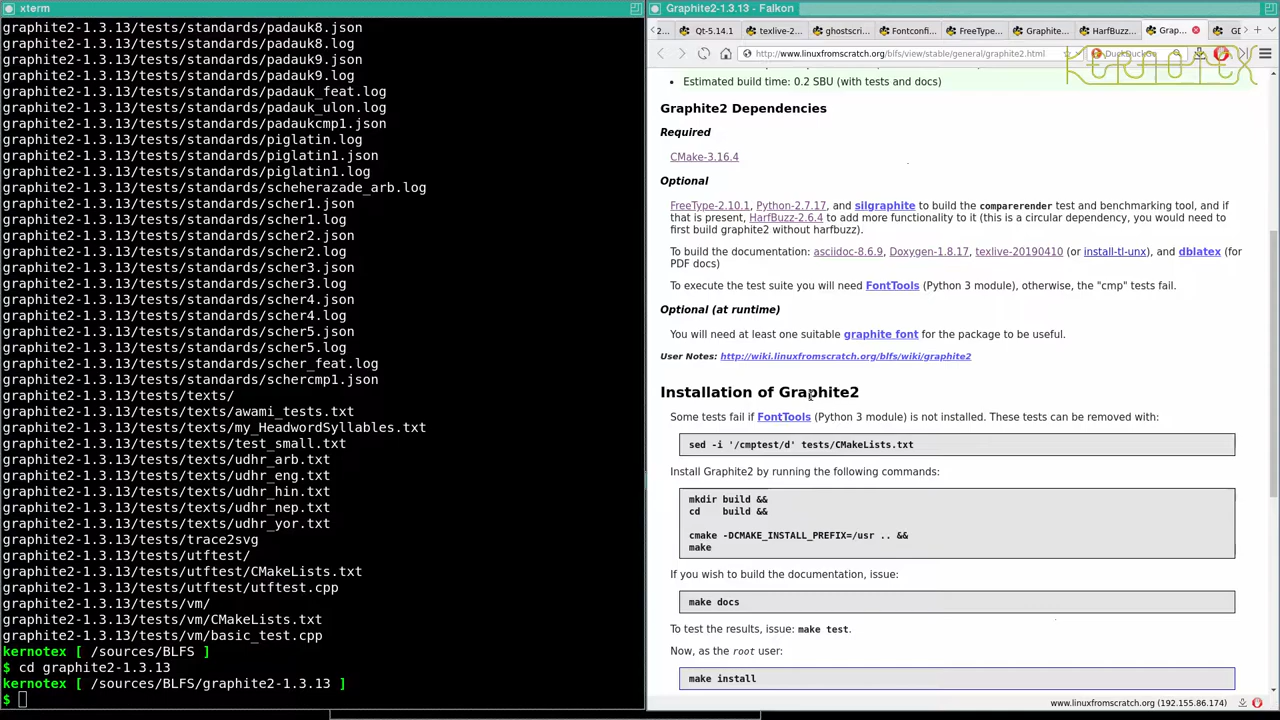 xterm
graphite2-1.3.13/tests/standards/padauk8.json
graphite2-1.3.13/tests/standards/padauk8.log
graphite2-1.3.13/tests/standards/padauk9.json
graphite2-1.3.13/tests/standards/padauk9.log
graphite2-1.3.13/tests/standards/padauk_feat.log
graphite2-1.3.13/tests/standards/padauk_ulon.log
graphite2-1.3.13/tests/standards/padaukcmp1.json
graphite2-1.3.13/tests/standards/piglatin.log
graphite2-1.3.13/tests/standards/piglatin1.json
graphite2-1.3.13/tests/standards/piglatin1.log
graphite2-1.3.13/tests/standards/scheherazade_arb.log
graphite2-1.3.13/tests/standards/scher1.json
graphite2-1.3.13/tests/standards/scher1.log
graphite2-1.3.13/tests/standards/scher2.json
graphite2-1.3.13/tests/standards/scher2.log
graphite2-1.3.13/tests/standards/scher3.json
graphite2-1.3.13/tests/standards/scher3.log
graphite2-1.3.13/tests/standards/scher4.json
graphite2-1.3.13/tests/standards/scher4.log
graphite2-1.3.13/tests/standards/scher5.json
graphite2-1.3.13/tests/standards/scher5.log
graphite2-1.3.13/tests/standards/scher_feat.log
graphite2-1.3.13/tests/standards/schercmp1.json
graphite2-1.3.13/tests/texts/
graphite2-1.3.13/tests/texts/awami_tests.txt
graphite2-1.3.13/tests/texts/my_HeadwordSyllables.txt
graphite2-1.3.13/tests/texts/test_small.txt
graphite2-1.3.13/tests/texts/udhr_arb.txt
graphite2-1.3.13/tests/texts/udhr_eng.txt
graphite2-1.3.13/tests/texts/udhr_hin.txt
graphite2-1.3.13/tests/texts/udhr_nep.txt
graphite2-1.3.13/tests/texts/udhr_yor.txt
graphite2-1.3.13/tests/trace2svg
graphite2-1.3.13/tests/utftest/
graphite2-1.3.13/tests/utftest/CMakeLists.txt
graphite2-1.3.13/tests/utftest/utftest.cpp
graphite2-1.3.13/tests/vm/
graphite2-1.3.13/tests/vm/CMakeLists.txt
graphite2-1.3.13/tests/vm/basic_test.cpp
kernotex [ /sources/BLFS ]
$ cd graphite2-1.3.13
kernotex [ /sources/BLFS/graphite2-1.3.13 ]
$
Graphite2-1.3.13 - Falkon
2... Qt-5.14.1 texlive-2... ghostscri... Fontconfi... FreeType... Graphite... HarfBuzz... Grap...
http://www.linuxfromscratch.org/blfs/view/stable/general/graphite2.html DuckDuckGo
KERNOTEX
Estimated build time: 0.2 SBU (with tests and docs)
Graphite2 Dependencies
Required
CMake-3.16.4
Optional
FreeType-2.10.1, Python-2.7.17, and silgraphite to build the comparerender test and benchmarking tool, and if
that is present, HarfBuzz-2.6.4 to add more functionality to it (this is a circular dependency, you would need to
first build graphite2 without harfbuzz).
To build the documentation: asciidoc-8.6.9, Doxygen-1.8.17, texlive-20190410 (or install-tl-unx), and dblatex (for
PDF docs)
To execute the test suite you will need FontTools (Python 3 module), otherwise, the "cmp" tests fail.
Optional (at runtime)
You will need at least one suitable graphite font for the package to be useful.
User Notes: http://wiki.linuxfromscratch.org/blfs/wiki/graphite2
Installation of Graphite2
Some tests fail if FontTools (Python 3 module) is not installed. These tests can be removed with:
sed -i '/cmptest/d' tests/CMakeLists.txt
Install Graphite2 by running the following commands:
mkdir build &&
cd    build &&
cmake -DCMAKE_INSTALL_PREFIX=/usr .. &&
make
If you wish to build the documentation, issue:
make docs
To test the results, issue: make test.
Now, as the root user:
make install
www.linuxfromscratch.org (192.155.86.174)